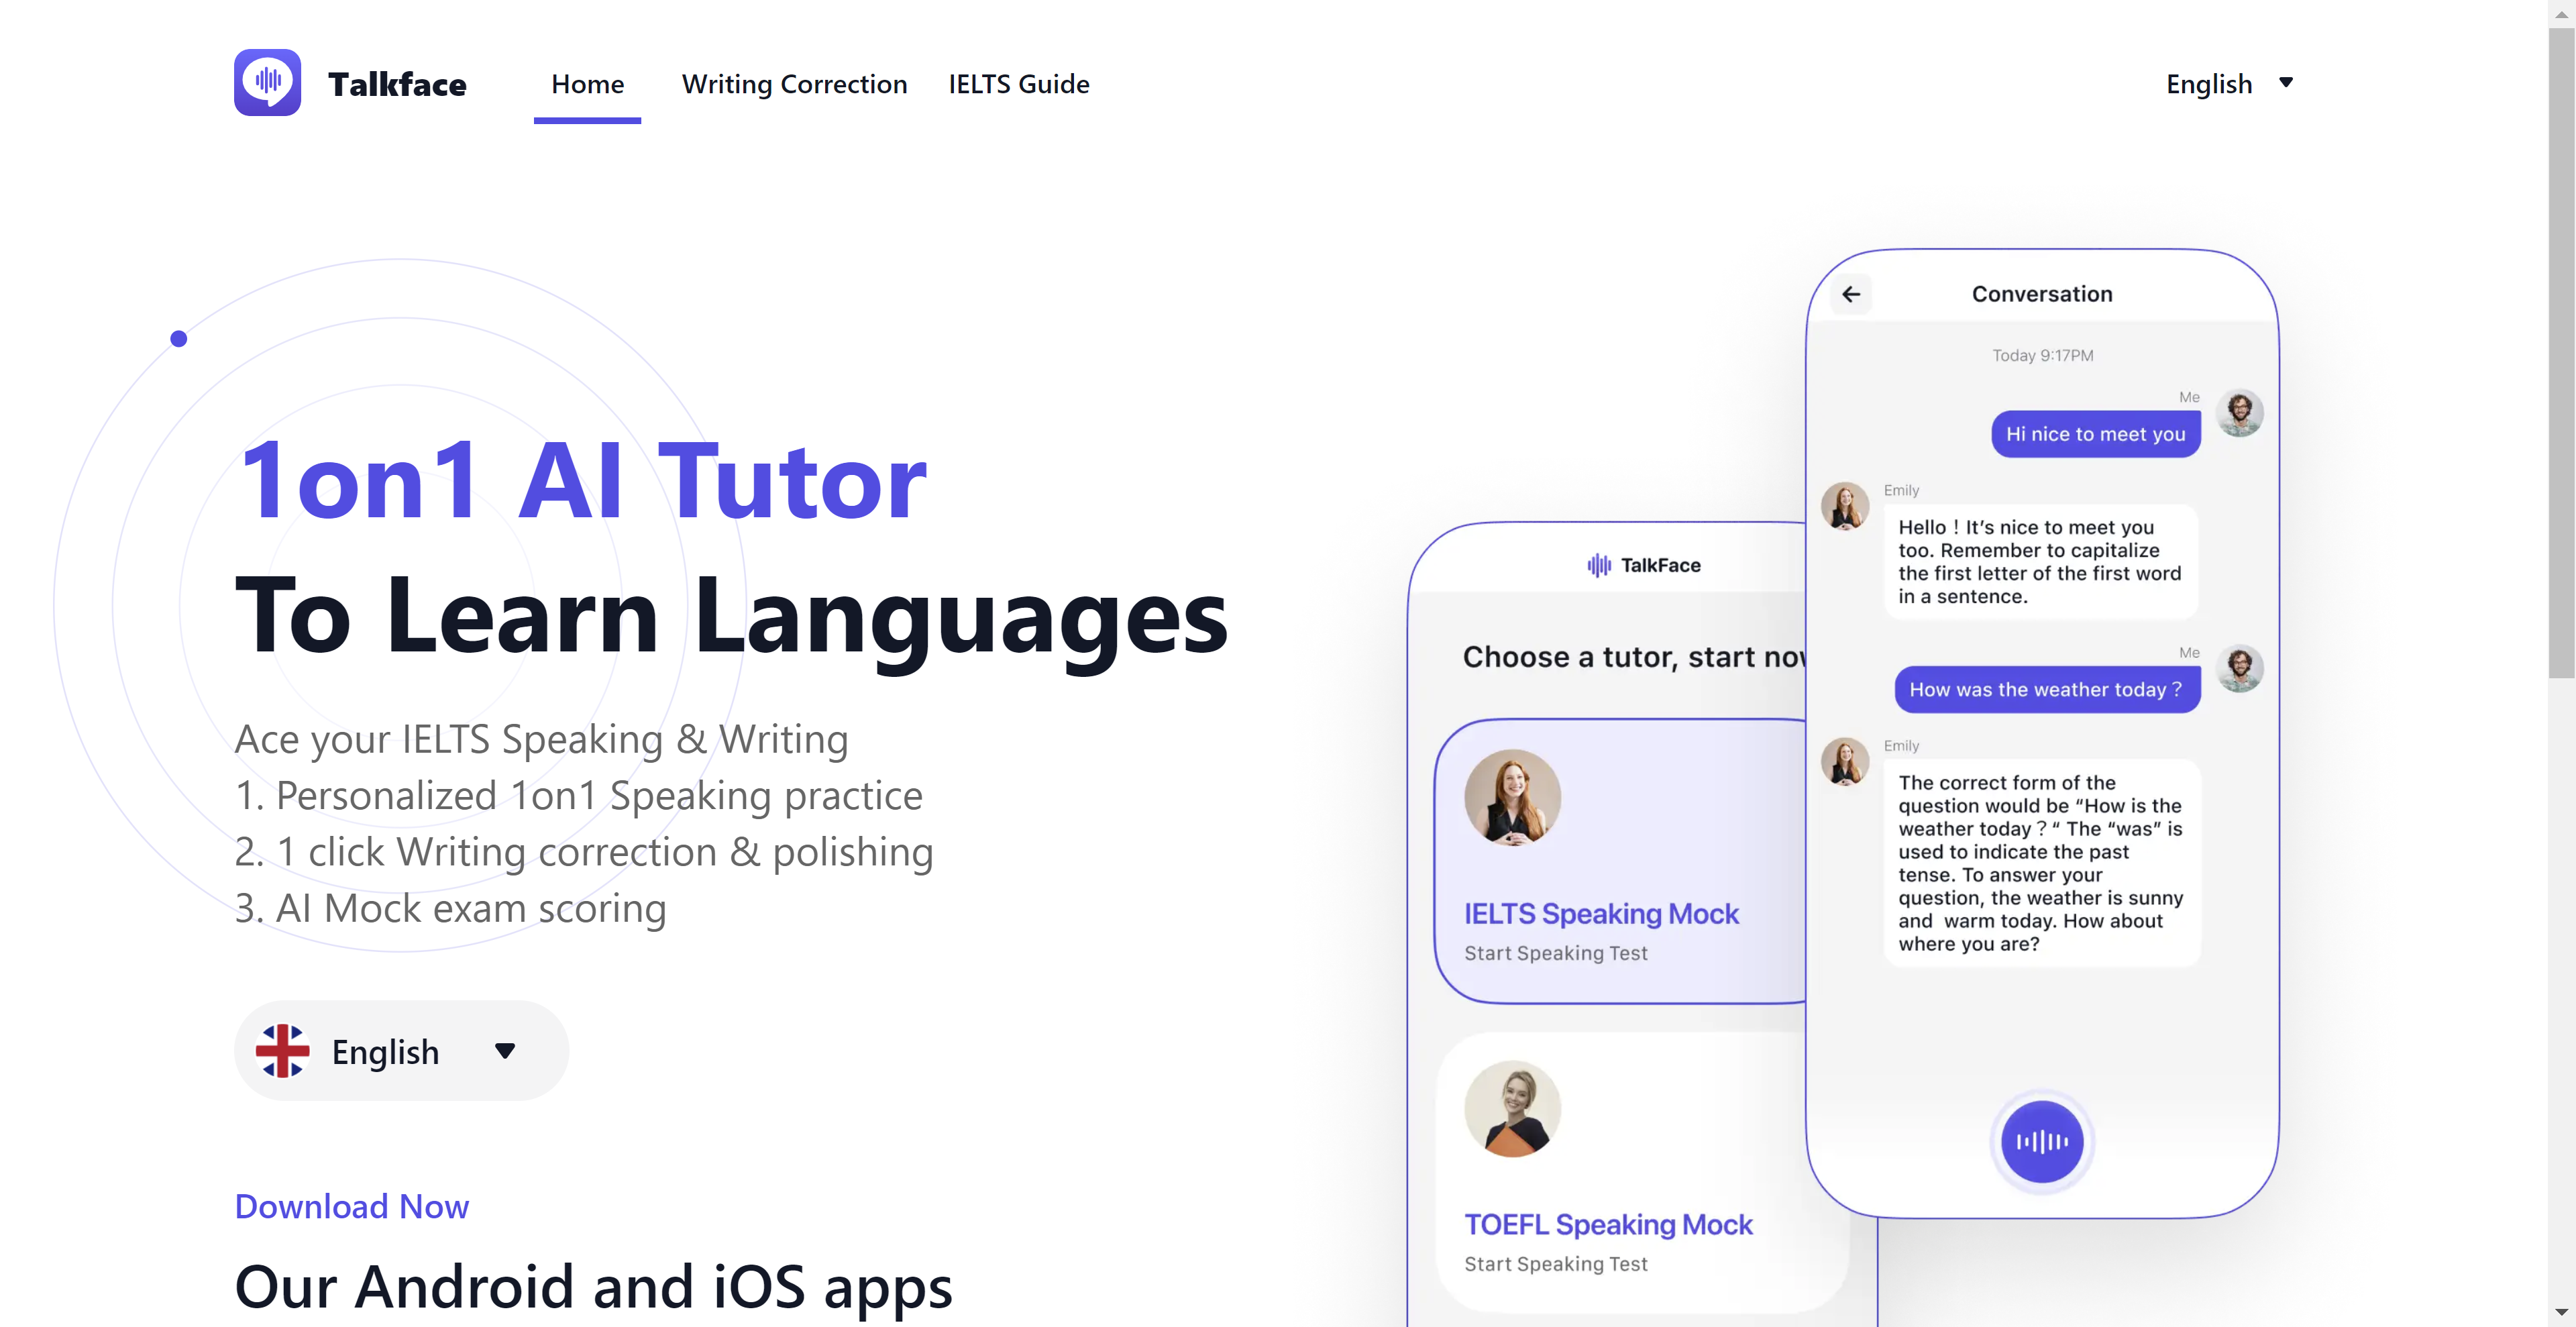 Talkface
Home
Writing Correction
IELTS Guide
English
1on1 AI Tutor
To Learn Languages
Ace your IELTS Speaking & Writing
1. Personalized 1on1 Speaking practice
2. 1 click Writing correction & polishing
3. AI Mock exam scoring
English
Download Now
Our Android and iOS apps
TalkFace
Choose a tutor, start now
IELTS Speaking Mock
Start Speaking Test
TOEFL Speaking Mock
Start Speaking Test
Conversation
Today 9:17PM
Me
Hi nice to meet you
Emily
Hello ! It's nice to meet you
too. Remember to capitalize
the first letter of the first word
in a sentence.
Me
How was the weather today ?
Emily
The correct form of the
question would be “How is the
weather today ? “ The “was” is
used to indicate the past
tense. To answer your
question, the weather is sunny
and  warm today. How about
where you are?